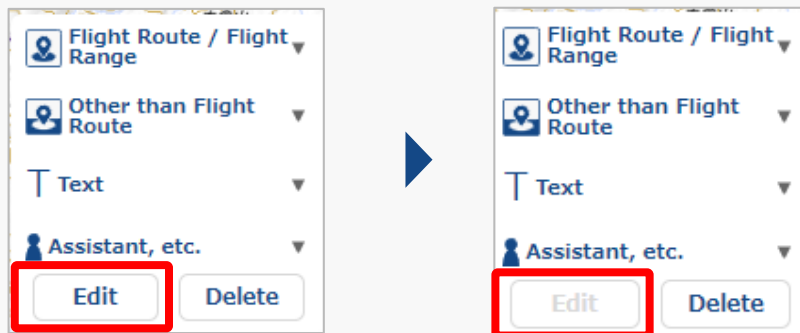 Flight Route / Flight ▼
Range
Other than Flight ▼
Route
Text ▼
Assistant, etc. ▼
Edit Delete
Flight Route / Flight ▼
Range
Other than Flight ▼
Route
Text ▼
Assistant, etc. ▼
Edit Delete